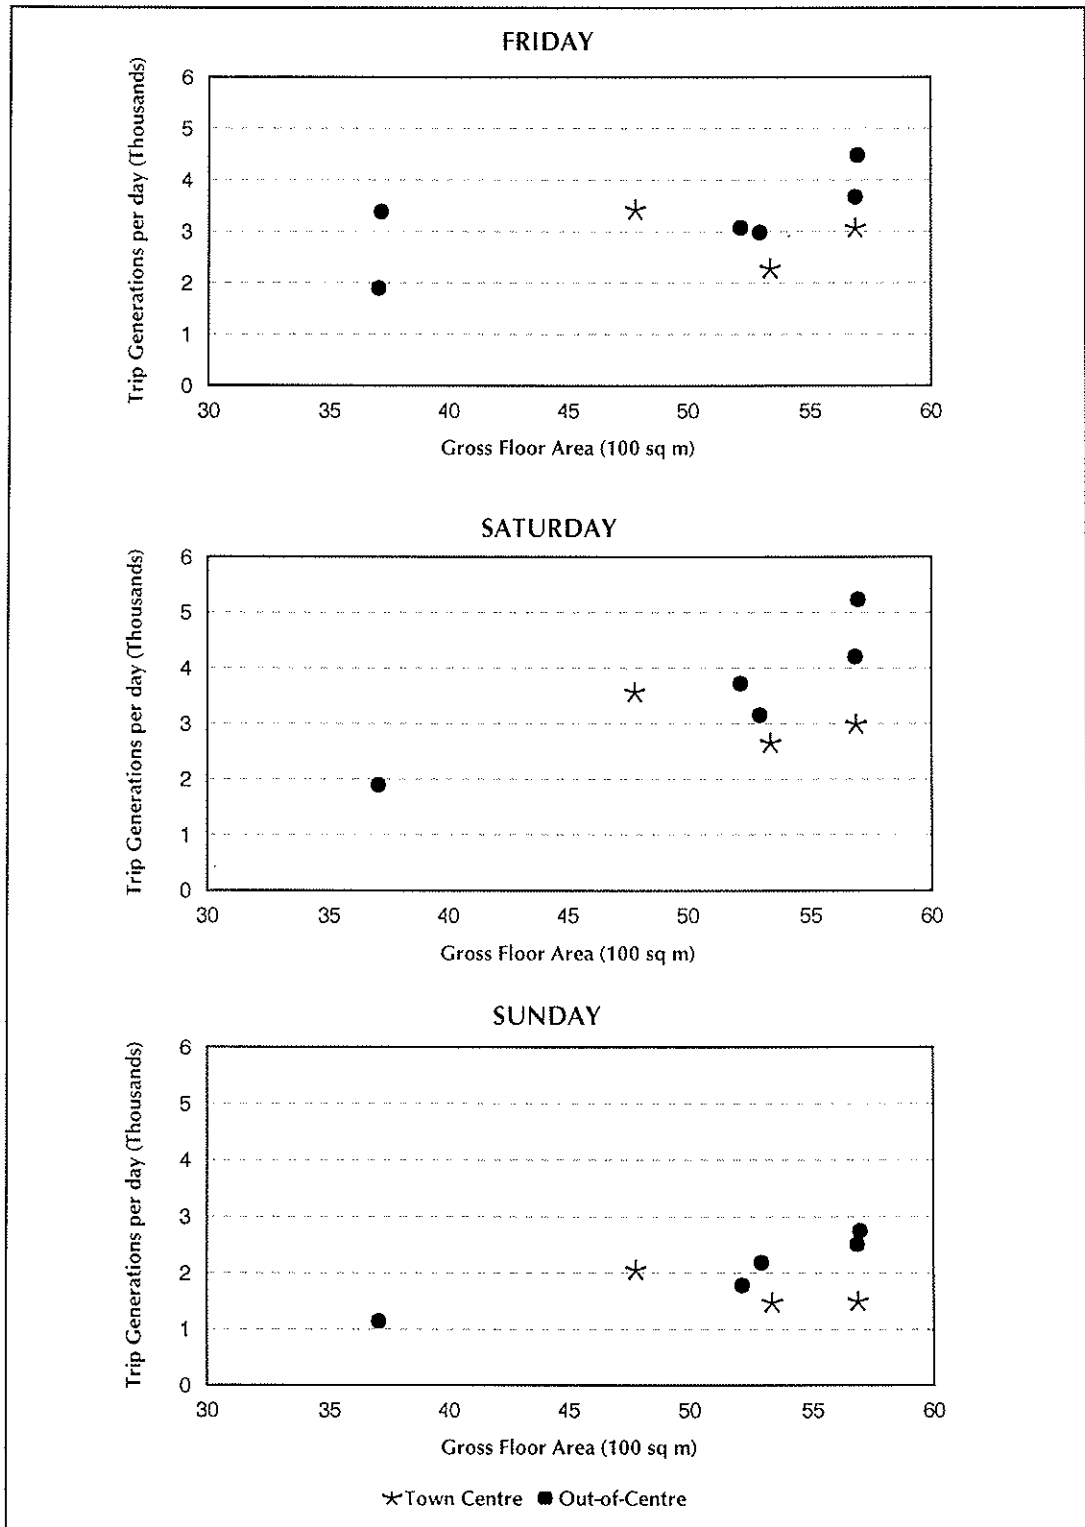 FRIDAY
Trip Generations per day (Thousands)
6
5
4
3
2
1
0
30 35 40 45 50 55 60
Gross Floor Area (100 sq m)
SATURDAY
Trip Generations per day (Thousands)
6
5
4
3
2
1
0
30 35 40 45 50 55 60
Gross Floor Area (100 sq m)
SUNDAY
Trip Generations per day (Thousands)
6
5
4
3
2
1
0
30 35 40 45 50 55 60
Gross Floor Area (100 sq m)
Town Centre Out-of-Centre